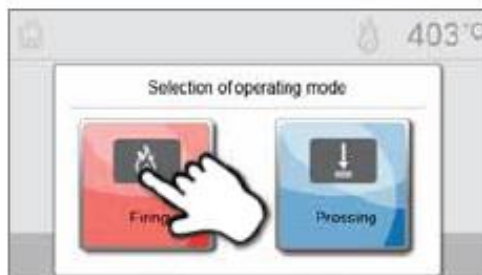 403°C
Selection of operating mode
Firing
Pressing